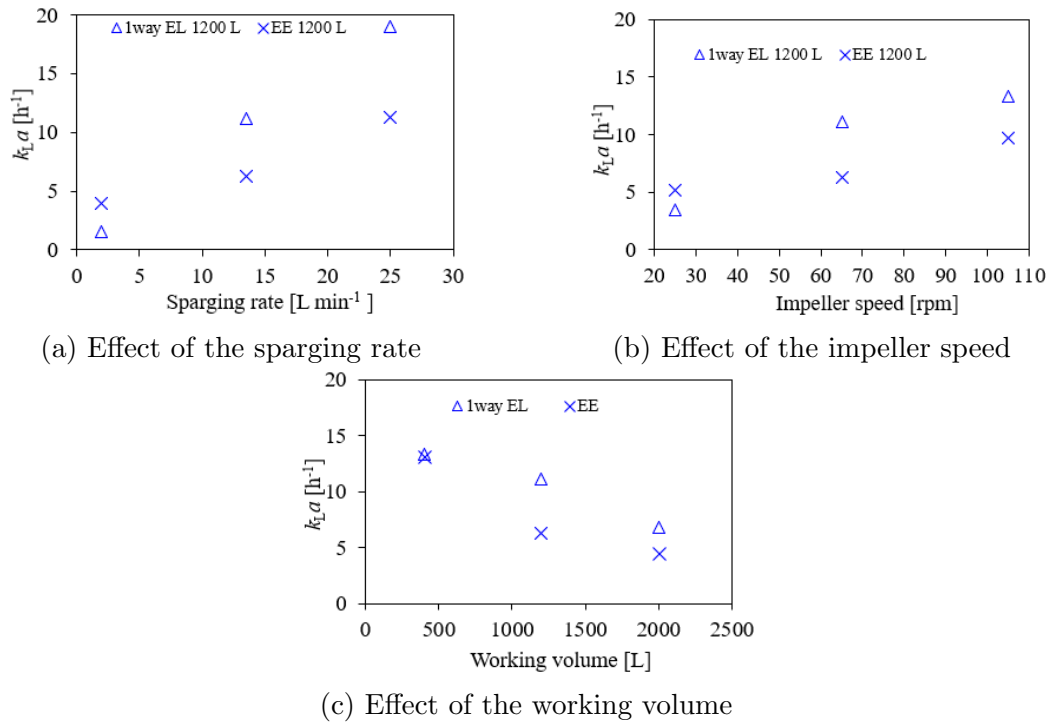 20
15
10
5
0
k_L a [h⁻¹]
△ 1way EL 1200 L × EE 1200 L
0 5 10 15 20 25 30
Sparging rate [L min⁻¹ ]
(a) Effect of the sparging rate
20
15
10
5
0
k_L a [h⁻¹]
△ 1way EL 1200 L × EE 1200 L
20 30 40 50 60 70 80 90 100 110
Impeller speed [rpm]
(b) Effect of the impeller speed
20
15
10
5
0
k_L a [h⁻¹]
△ 1way EL × EE
0 500 1000 1500 2000 2500
Working volume [L]
(c) Effect of the working volume